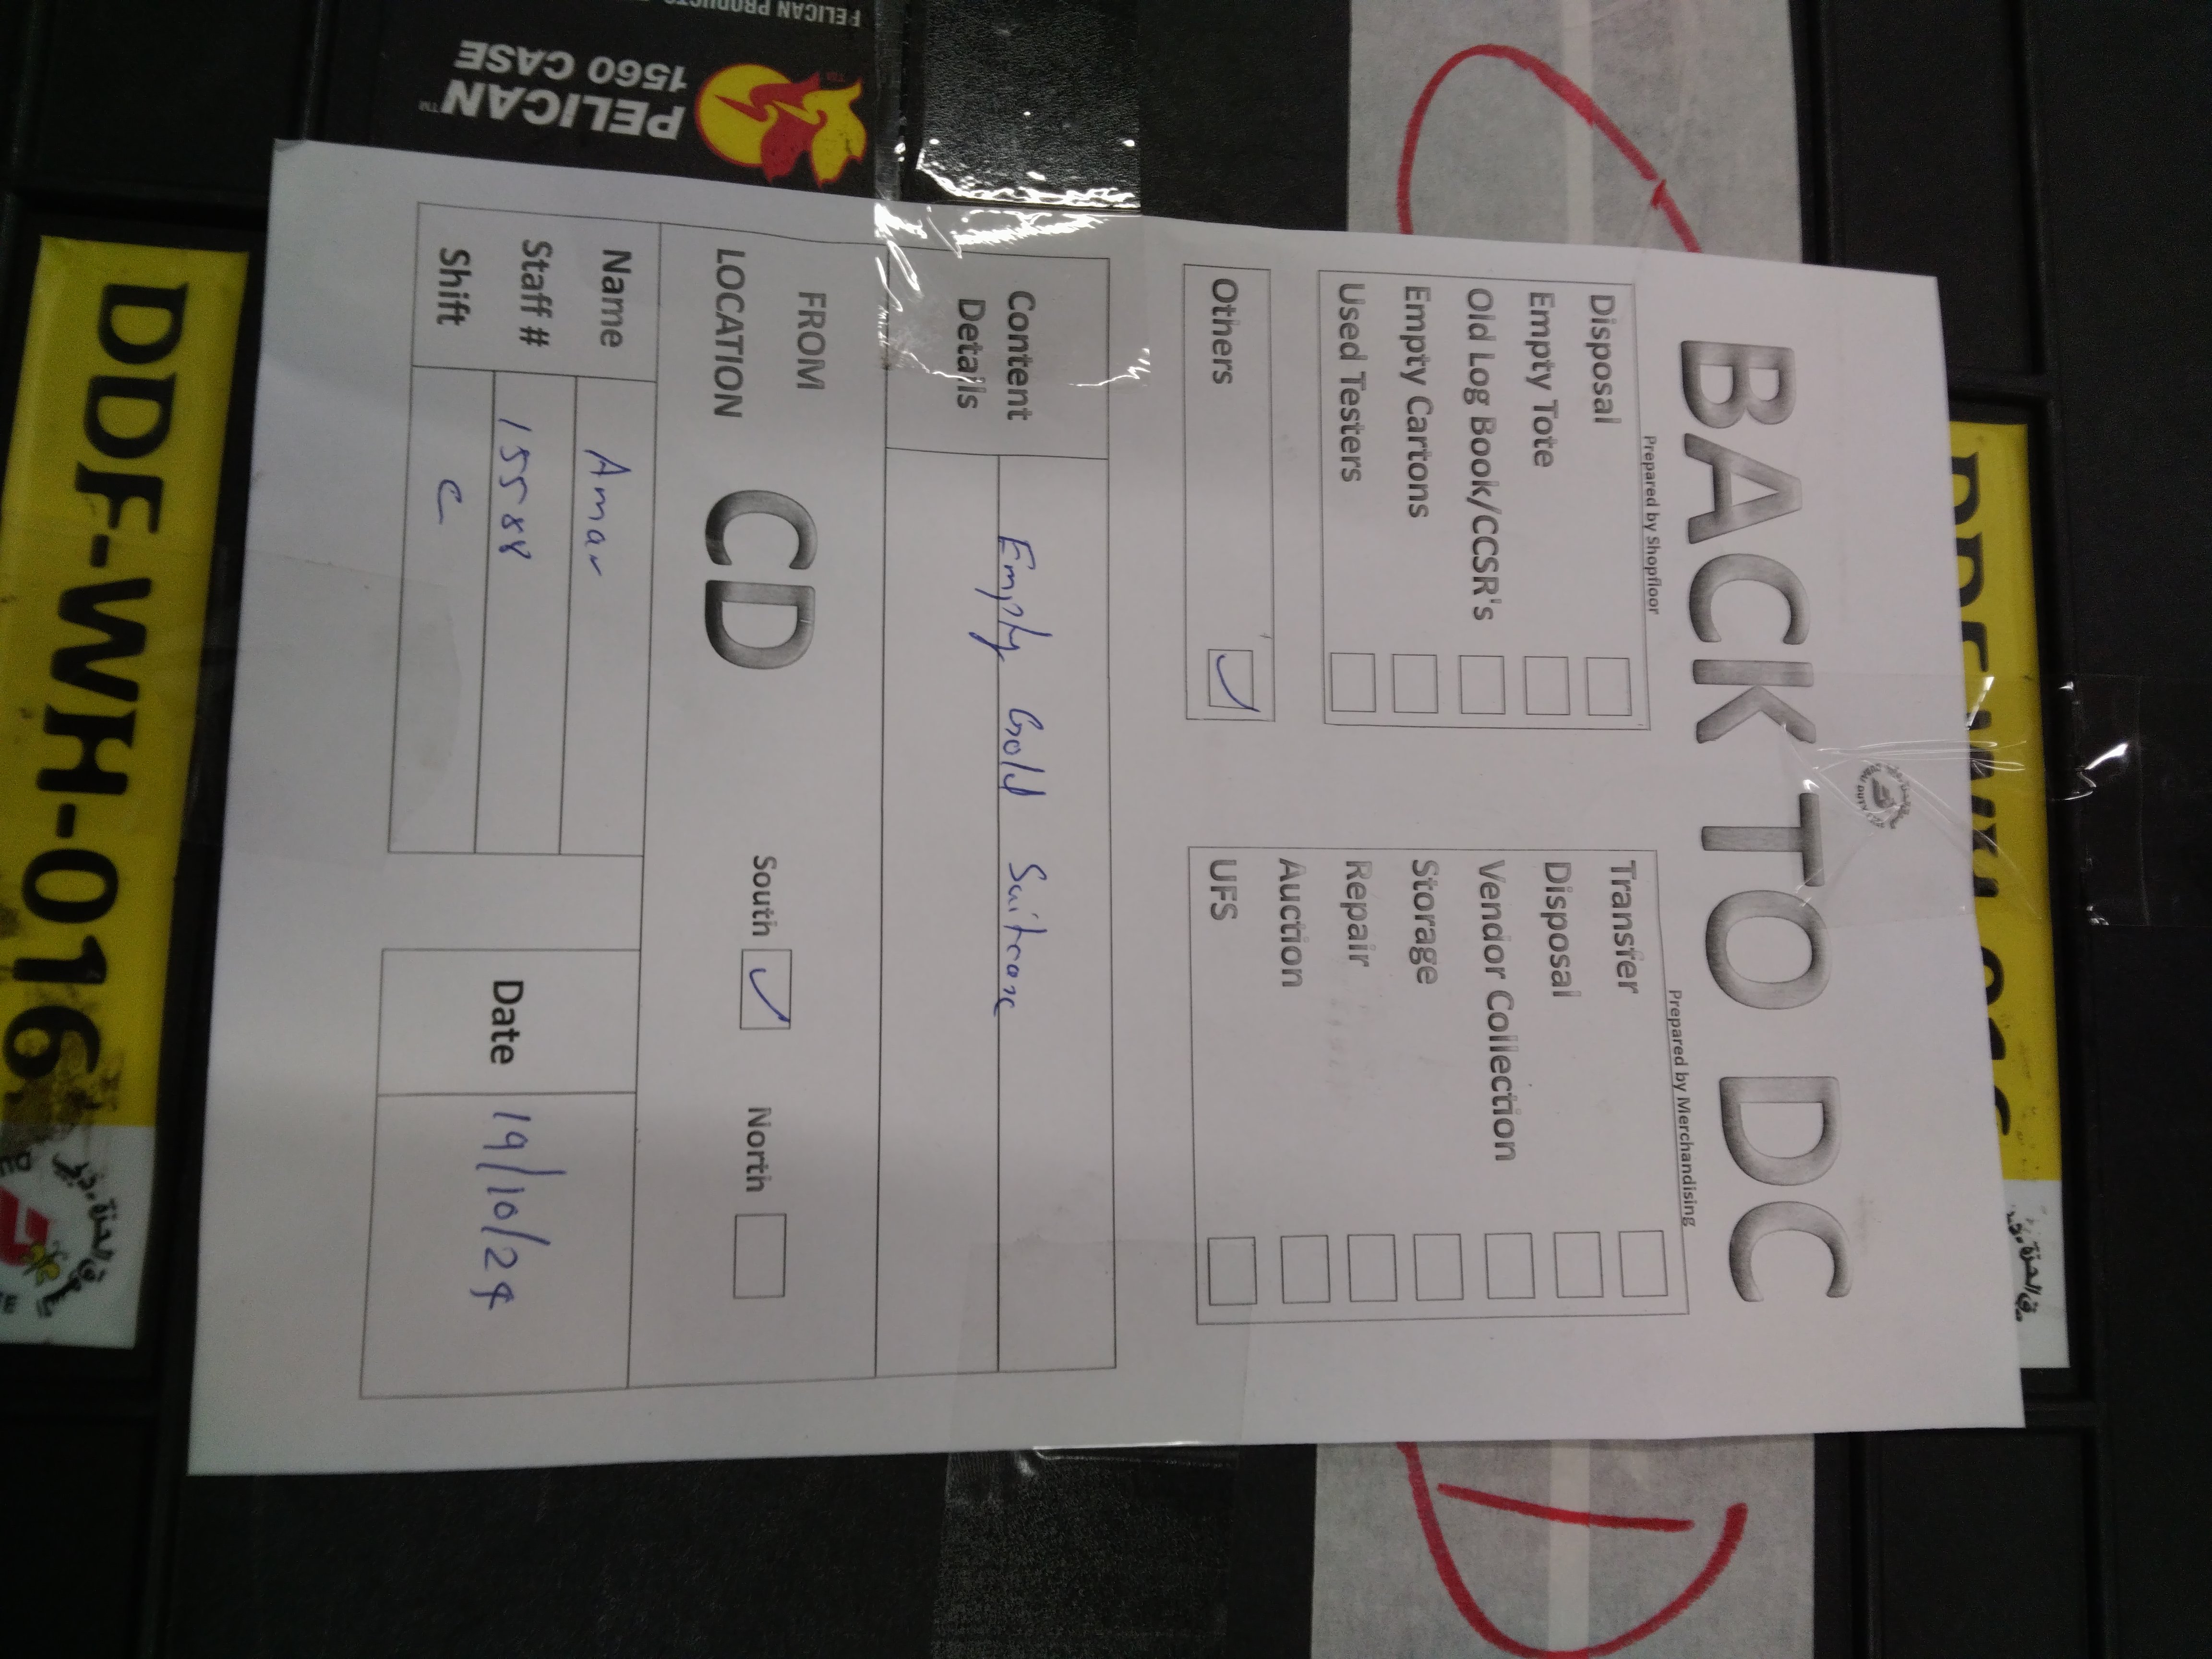 BACK TO DC
Prepared by Shopfloor
Disposal
Empty Tote
Old Log Book/CCSR's
Empty Cartons
Used Testers
Others ✓
Prepared by Merchandising
Transfer
Disposal
Vendor Collection
Storage
Repair
Auction
UFS
Content Details
Empty Gold Suitcase
FROM LOCATION CD South ✓ North
Name Amar
Staff # 15588
Shift C
Date 19/10/24
DDF-WH-016
PELICAN™
1560 CASE
PELICAN PRODUCTS
D